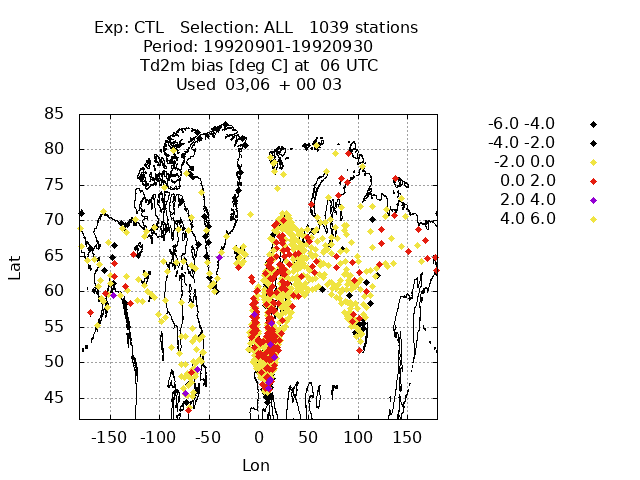 Exp: CTL   Selection: ALL   1039 stations
Period: 19920901-19920930
Td2m bias [deg C] at  06 UTC
Used  03,06  + 00 03
85
80
75
70
65
60
55
50
45
Lat
-150 -100 -50 0 50 100 150
Lon
-6.0 -4.0
-4.0 -2.0
-2.0 0.0
0.0 2.0
2.0 4.0
4.0 6.0